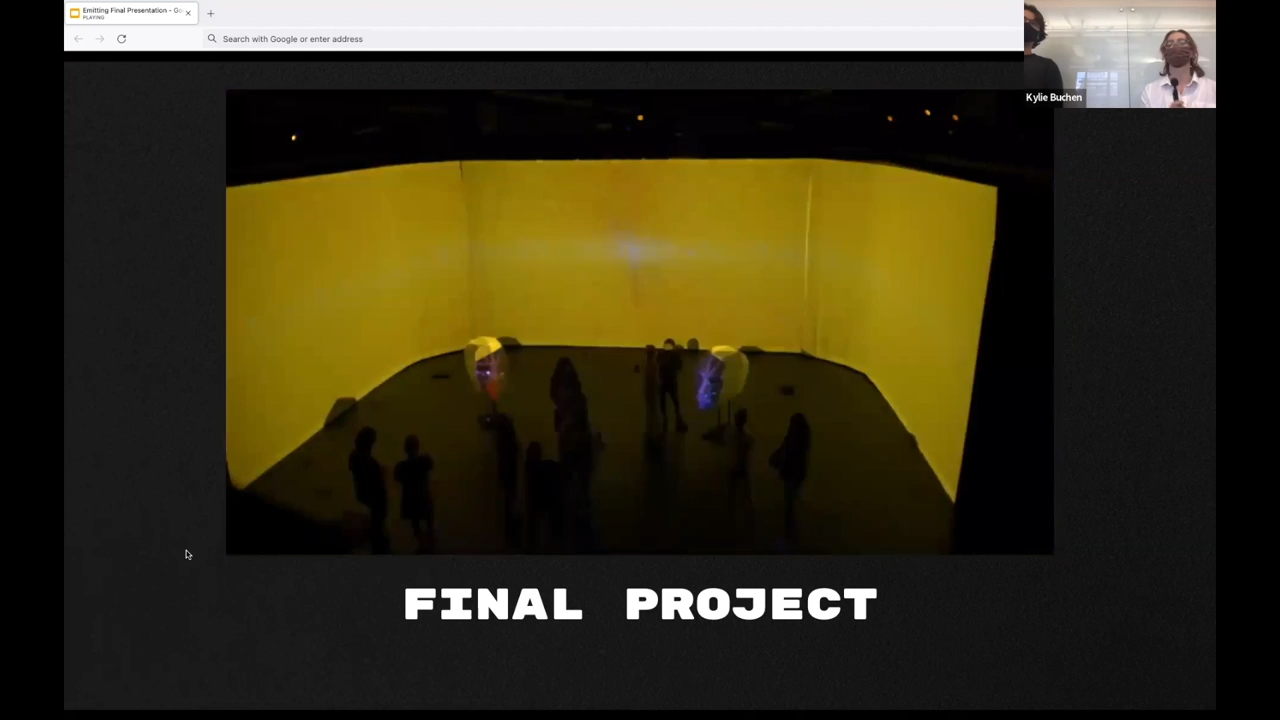 Emitting Final Presentation - Go
PLAYING
Search with Google or enter address
Kylie Buchen
FINAL PROJECT